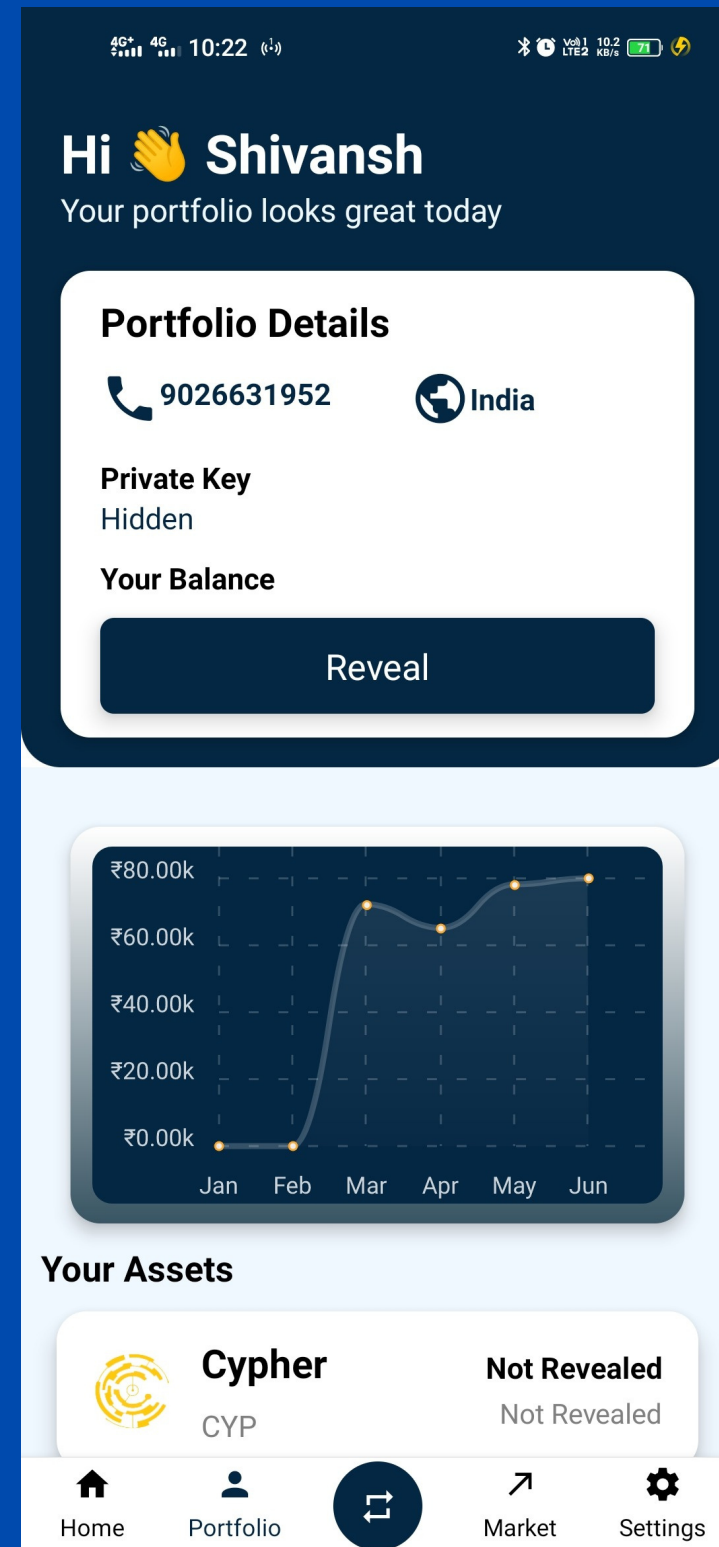 4G+ 4G 10:22 Vo))1 LTE2 10.2 KB/s 71
Hi 👋 Shivansh
Your portfolio looks great today
Portfolio Details
9026631952 India
Private Key
Hidden
Your Balance
Reveal
₹80.00k
₹60.00k
₹40.00k
₹20.00k
₹0.00k
Jan Feb Mar Apr May Jun
Your Assets
Cypher Not Revealed
CYP Not Revealed
Home Portfolio Market Settings